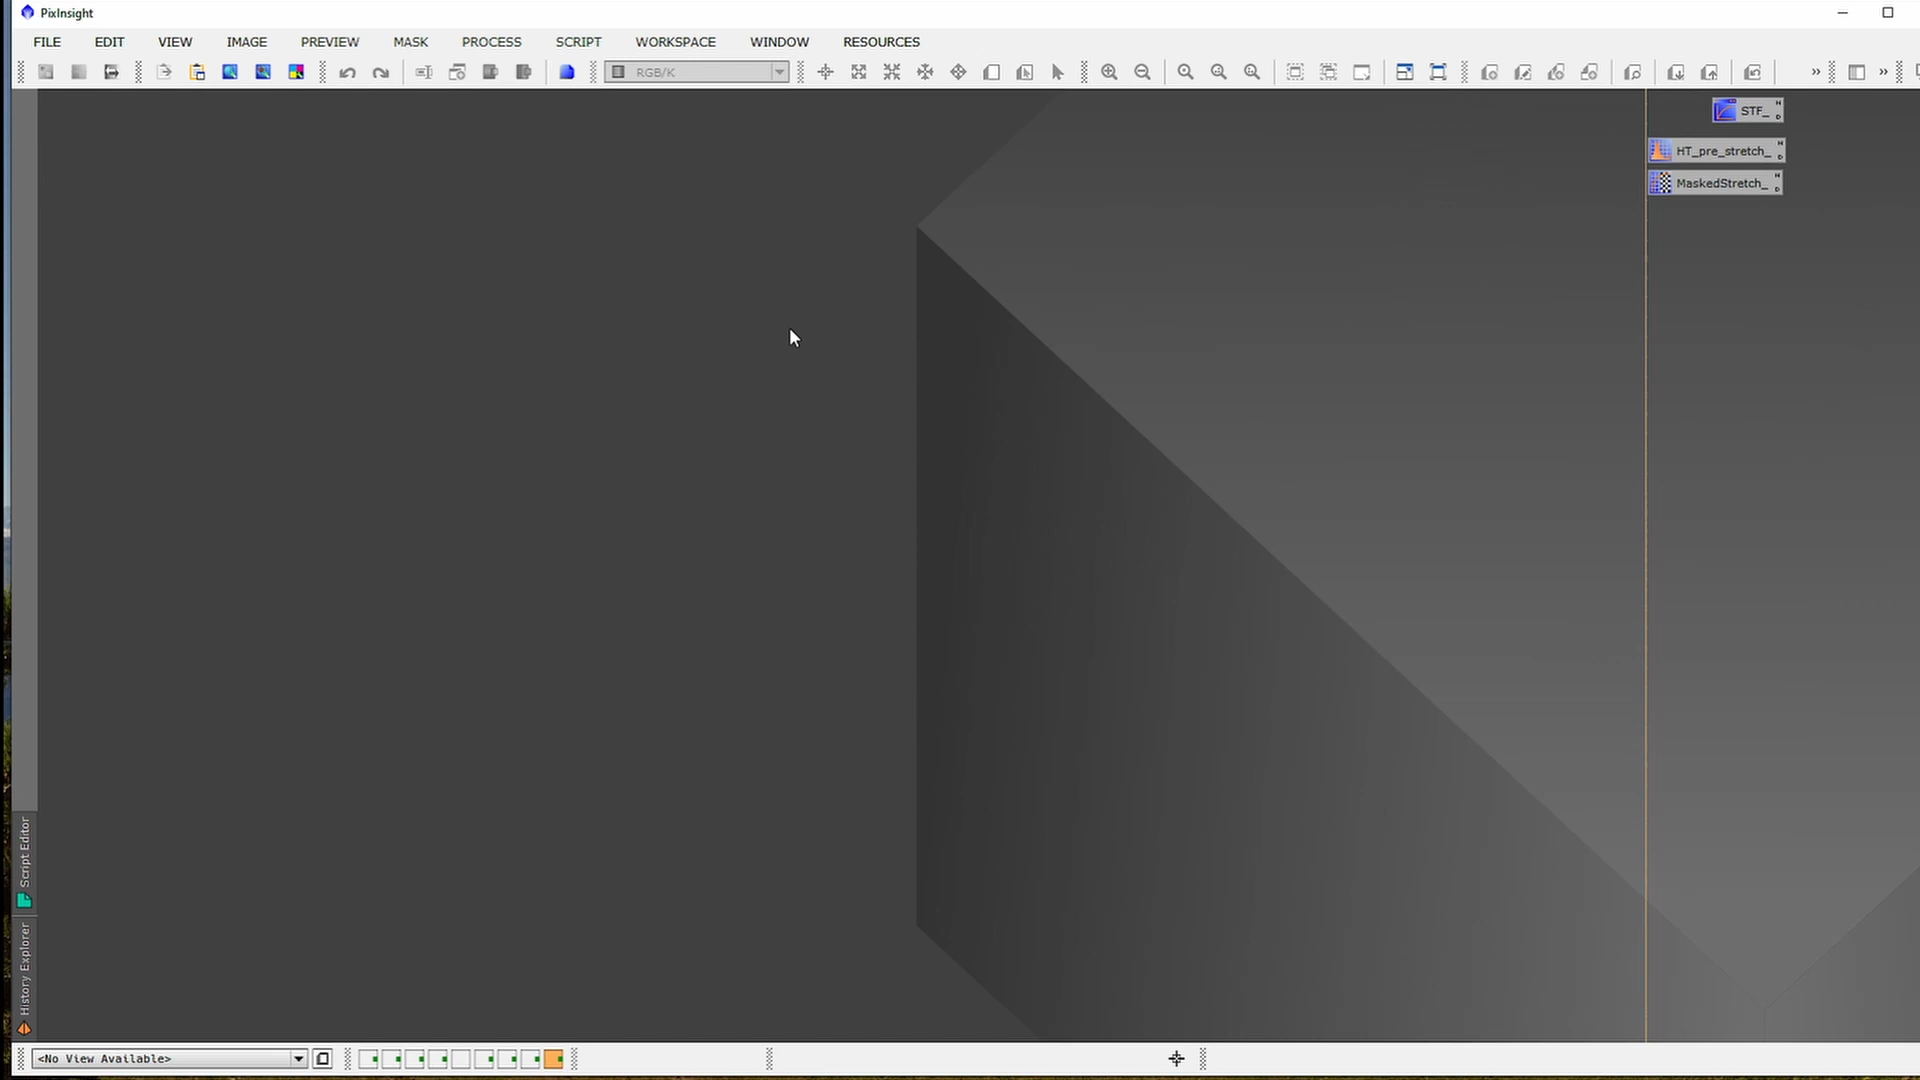 PixInsight
FILE EDIT VIEW IMAGE PREVIEW MASK PROCESS SCRIPT WORKSPACE WINDOW RESOURCES
RGB/K
STF_
HT_pre_stretch_
MaskedStretch_
Script Editor
History Explorer
<No View Available>